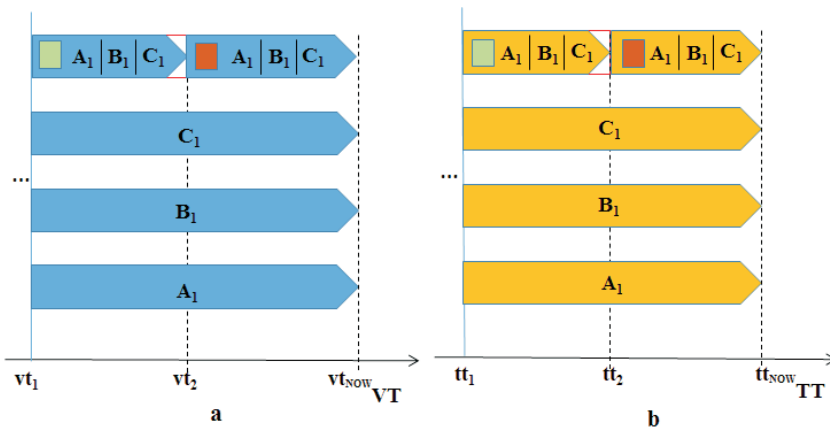 A₁ | B₁ | C₁ A₁ | B₁ | C₁
C₁
...
B₁
A₁
vt₁ vt₂ vtNOW VT
a
A₁ | B₁ | C₁ A₁ | B₁ | C₁
C₁
...
B₁
A₁
tt₁ tt₂ ttNOW TT
b